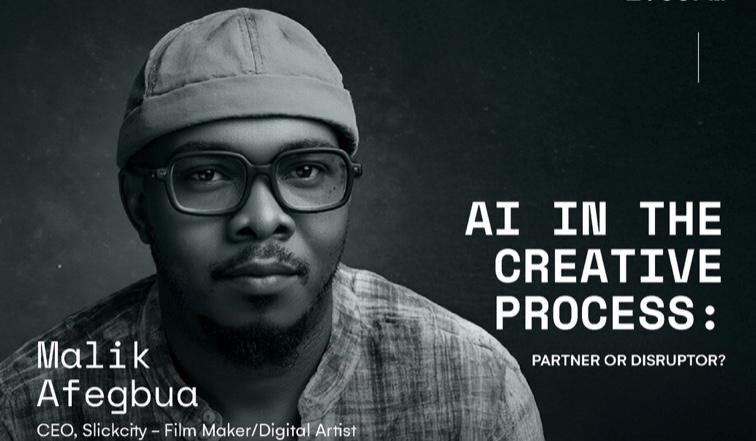 AI IN THE
CREATIVE
PROCESS:
PARTNER OR DISRUPTOR?
Malik
Afegbua
CEO, Slickcity – Film Maker/Digital Artist